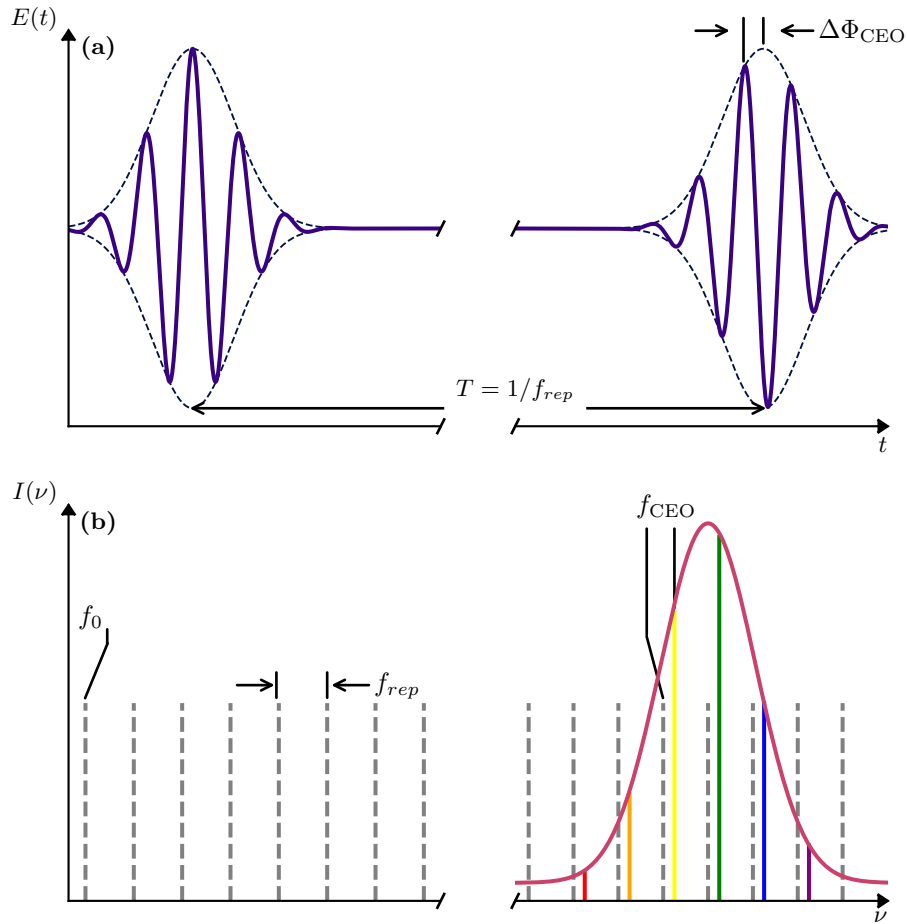 E(t)
(a)
ΔΦ_CEO
T = 1/f_rep
t
I(ν)
(b)
f_CEO
f_0
f_rep
ν